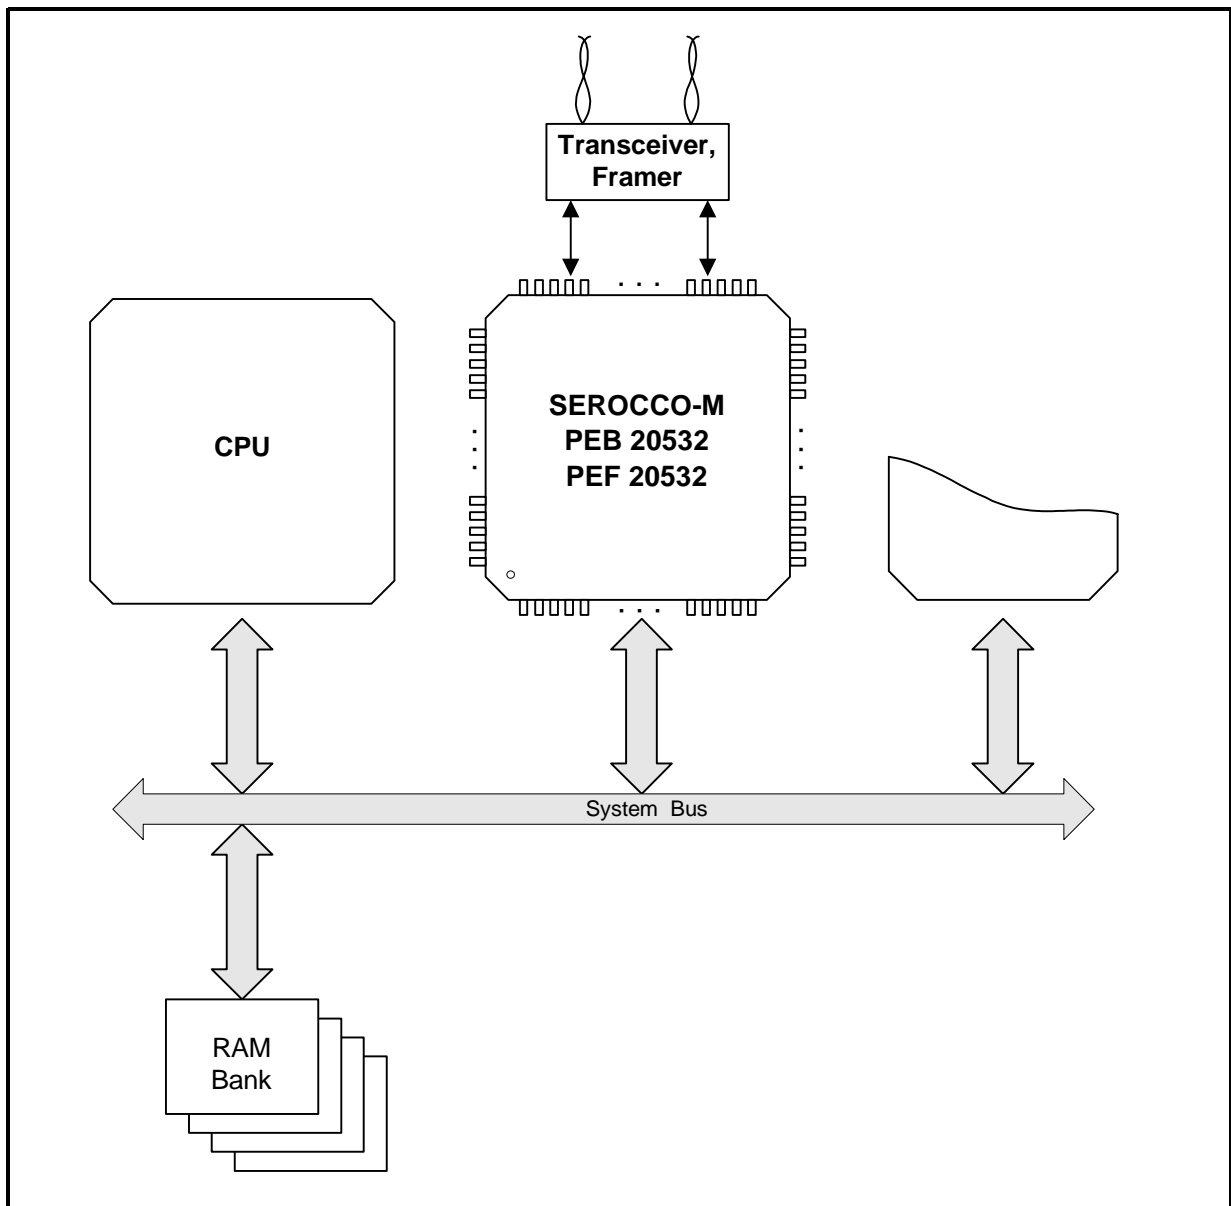 Transceiver,
Framer
CPU
SEROCCO-M
PEB 20532
PEF 20532
System Bus
RAM
Bank